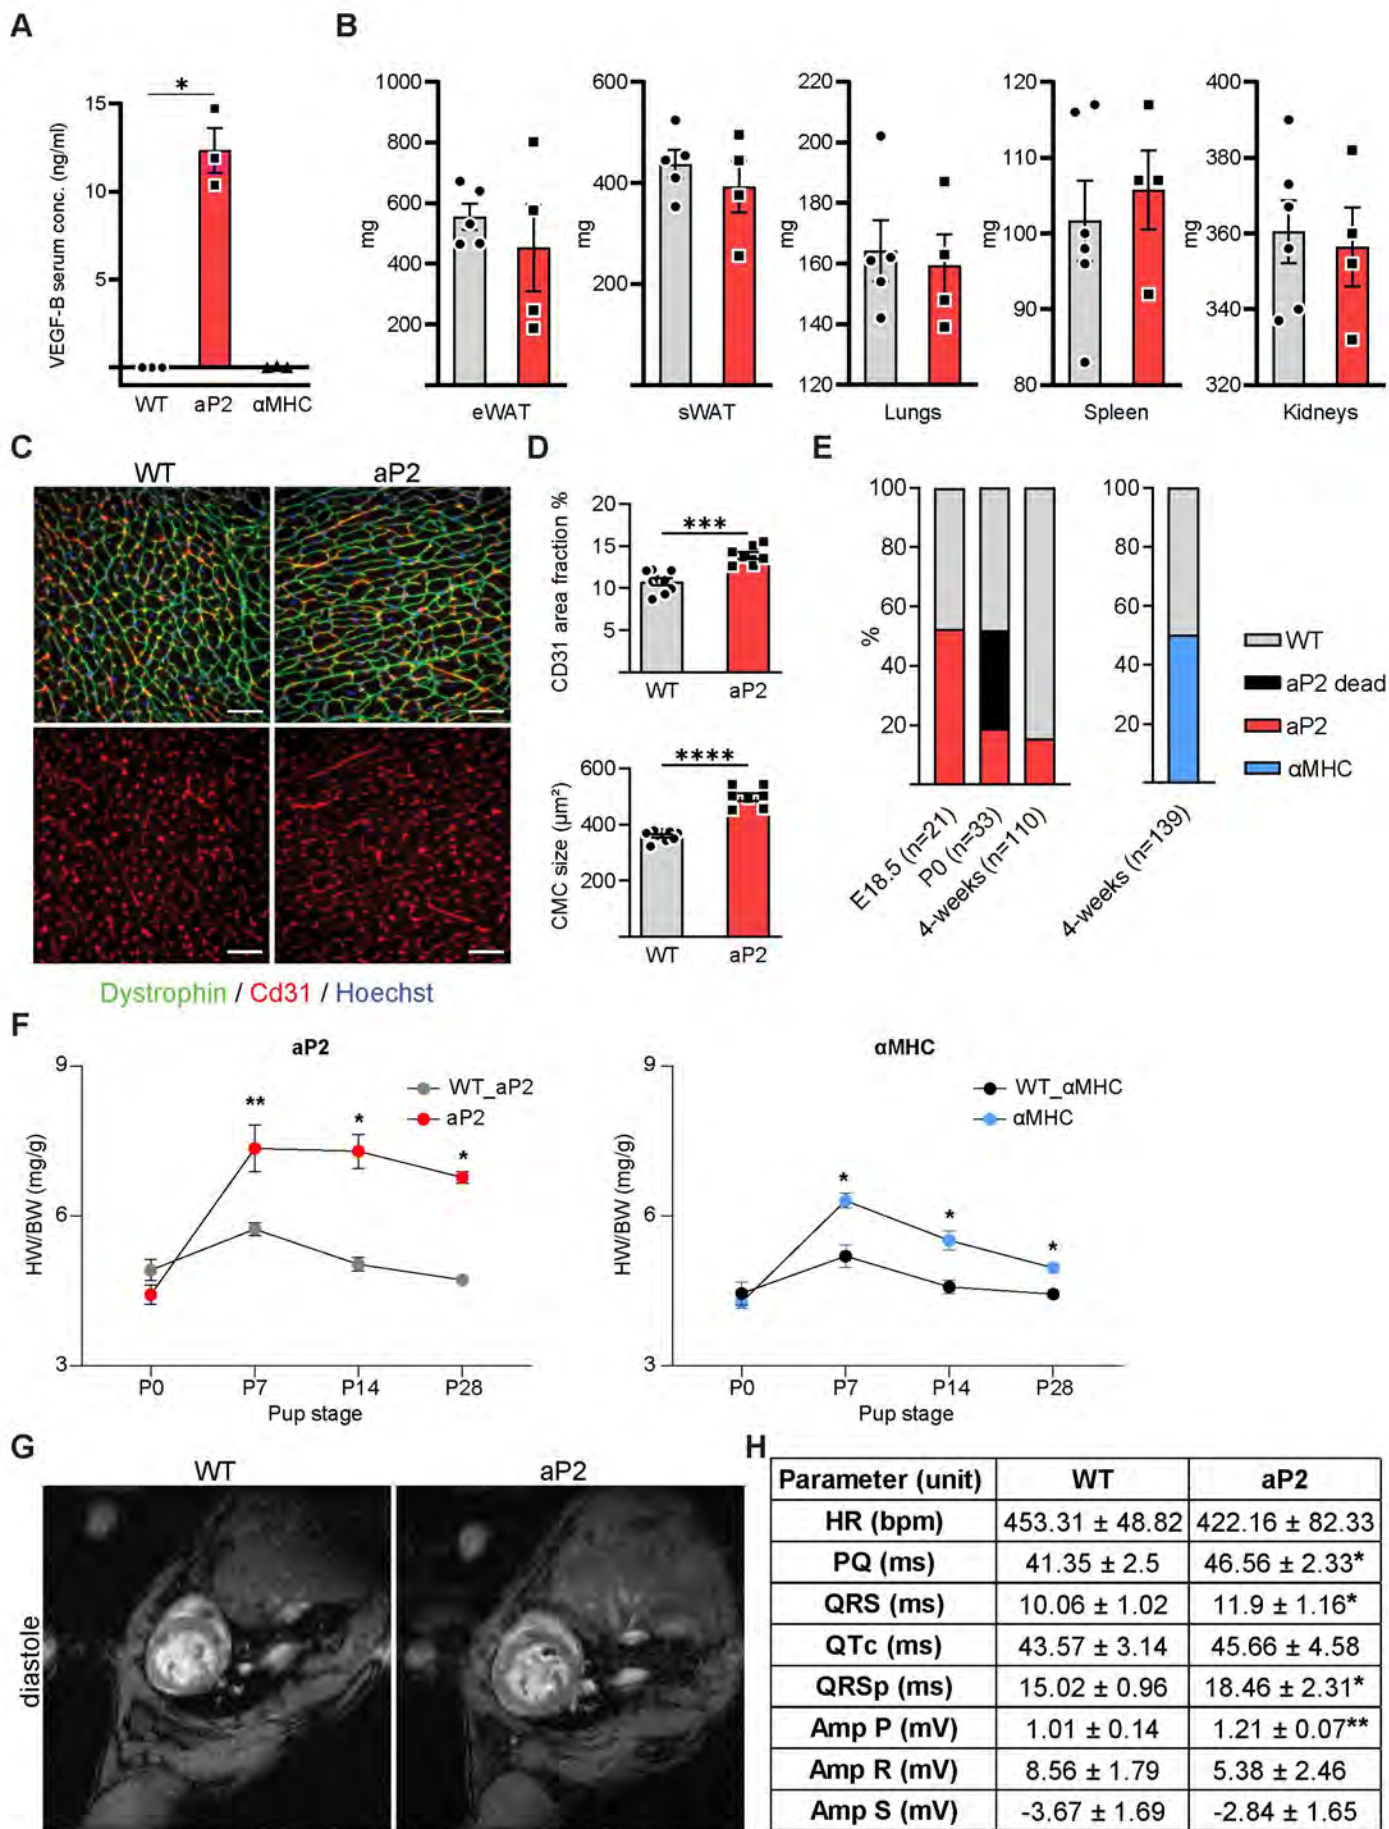 A
B
*
VEGF-B serum conc. (ng/ml)
15
10
5
WT aP2 αMHC
mg
1000
800
600
400
200
eWAT
mg
600
400
200
sWAT
mg
220
200
180
160
140
120
Lungs
mg
120
110
100
90
80
Spleen
mg
400
380
360
340
320
Kidneys
C
WT aP2
Dystrophin / Cd31 / Hoechst
D
CD31 area fraction %
20
15
10
5
***
WT aP2
CMC size (µm²)
600
400
200
****
WT aP2
E
%
100
80
60
40
20
E18.5 (n=21)
P0 (n=33)
4-weeks (n=110)
100
80
60
40
20
4-weeks (n=139)
WT
aP2 dead
aP2
αMHC
F
aP2
HW/BW (mg/g)
9
6
3
WT_aP2
aP2
**
*
*
P0 P7 P14 P28
Pup stage
αMHC
HW/BW (mg/g)
9
6
3
WT_αMHC
αMHC
*
*
*
P0 P7 P14 P28
Pup stage
G
WT aP2
diastole
H
Parameter (unit) WT aP2
HR (bpm) 453.31 ± 48.82 422.16 ± 82.33
PQ (ms) 41.35 ± 2.5 46.56 ± 2.33*
QRS (ms) 10.06 ± 1.02 11.9 ± 1.16*
QTc (ms) 43.57 ± 3.14 45.66 ± 4.58
QRSp (ms) 15.02 ± 0.96 18.46 ± 2.31*
Amp P (mV) 1.01 ± 0.14 1.21 ± 0.07**
Amp R (mV) 8.56 ± 1.79 5.38 ± 2.46
Amp S (mV) -3.67 ± 1.69 -2.84 ± 1.65